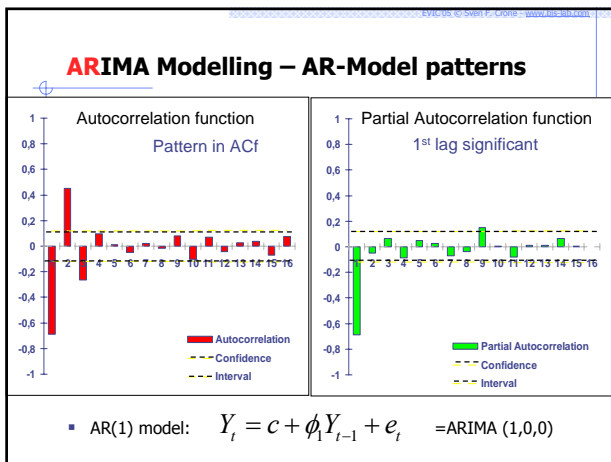 EVIC'05 © Sven F. Crone - www.bis-lab.com
ARIMA Modelling – AR-Model patterns
Autocorrelation function
Pattern in ACf
1
0,8
0,6
0,4
0,2
0
-0,2
-0,4
-0,6
-0,8
-1
1 2 3 4 5 6 7 8 9 10 11 12 13 14 15 16
Autocorrelation
Confidence
Interval
Partial Autocorrelation function
1st lag significant
1
0,8
0,6
0,4
0,2
0
-0,2
-0,4
-0,6
-0,8
-1
1 2 3 4 5 6 7 8 9 10 11 12 13 14 15 16
Partial Autocorrelation
Confidence
Interval
▪ AR(1) model: Yt = c + ϕ1Yt−1 + et =ARIMA (1,0,0)